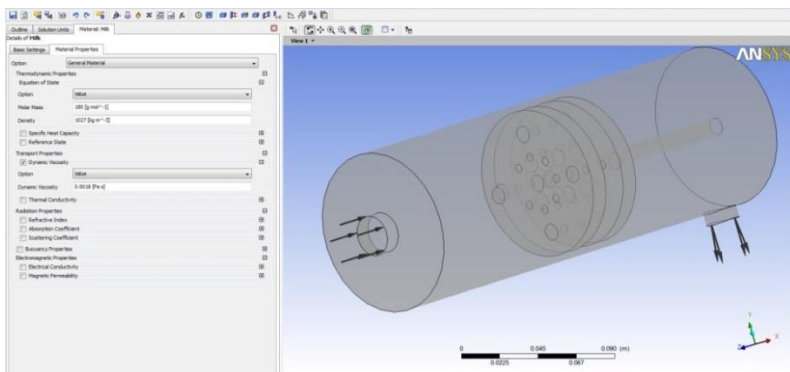 Outline Solution Units Material: Milk
Details of Milk
Basic Settings Material Properties
Option General Material
Thermodynamic Properties
Equation of State
Option Value
Molar Mass 180 [g mol^-1]
Density 1027 [kg m^-3]
Specific Heat Capacity
Reference State
Transport Properties
Dynamic Viscosity
Option Value
Dynamic Viscosity 0.0018 [Pa s]
Thermal Conductivity
Radiation Properties
Refractive Index
Absorption Coefficient
Scattering Coefficient
Buoyancy Properties
Electromagnetic Properties
Electrical Conductivity
Magnetic Permeability
View 1
ANSYS
0 0.045 0.090 (m)
0.0225 0.067
Y
X
Z